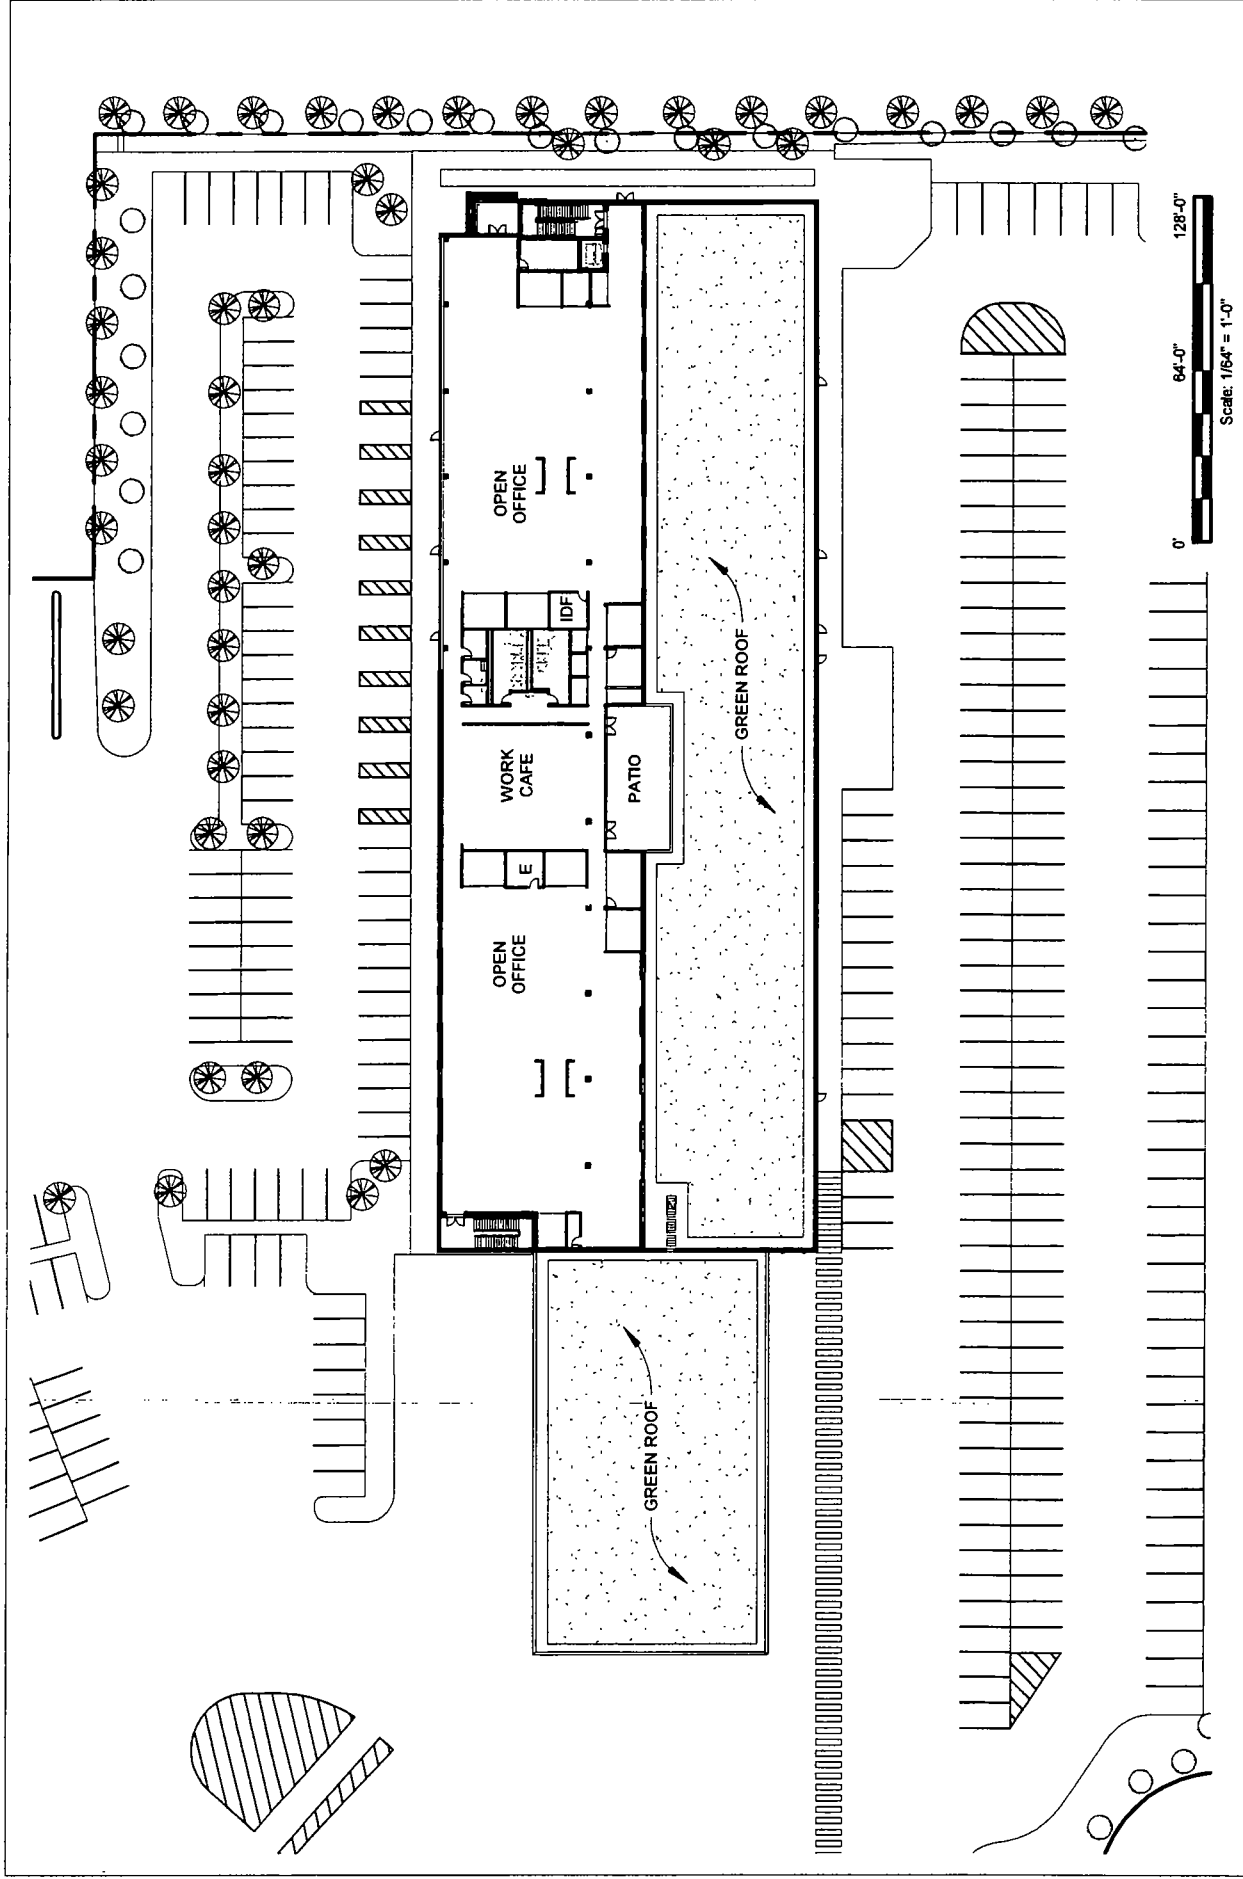 OPEN
OFFICE
IDF
WORK
CAFE
PATIO
E
OPEN
OFFICE
GREEN ROOF
GREEN ROOF
0' 64'-0" 128'-0"
Scale: 1/64" = 1'-0"